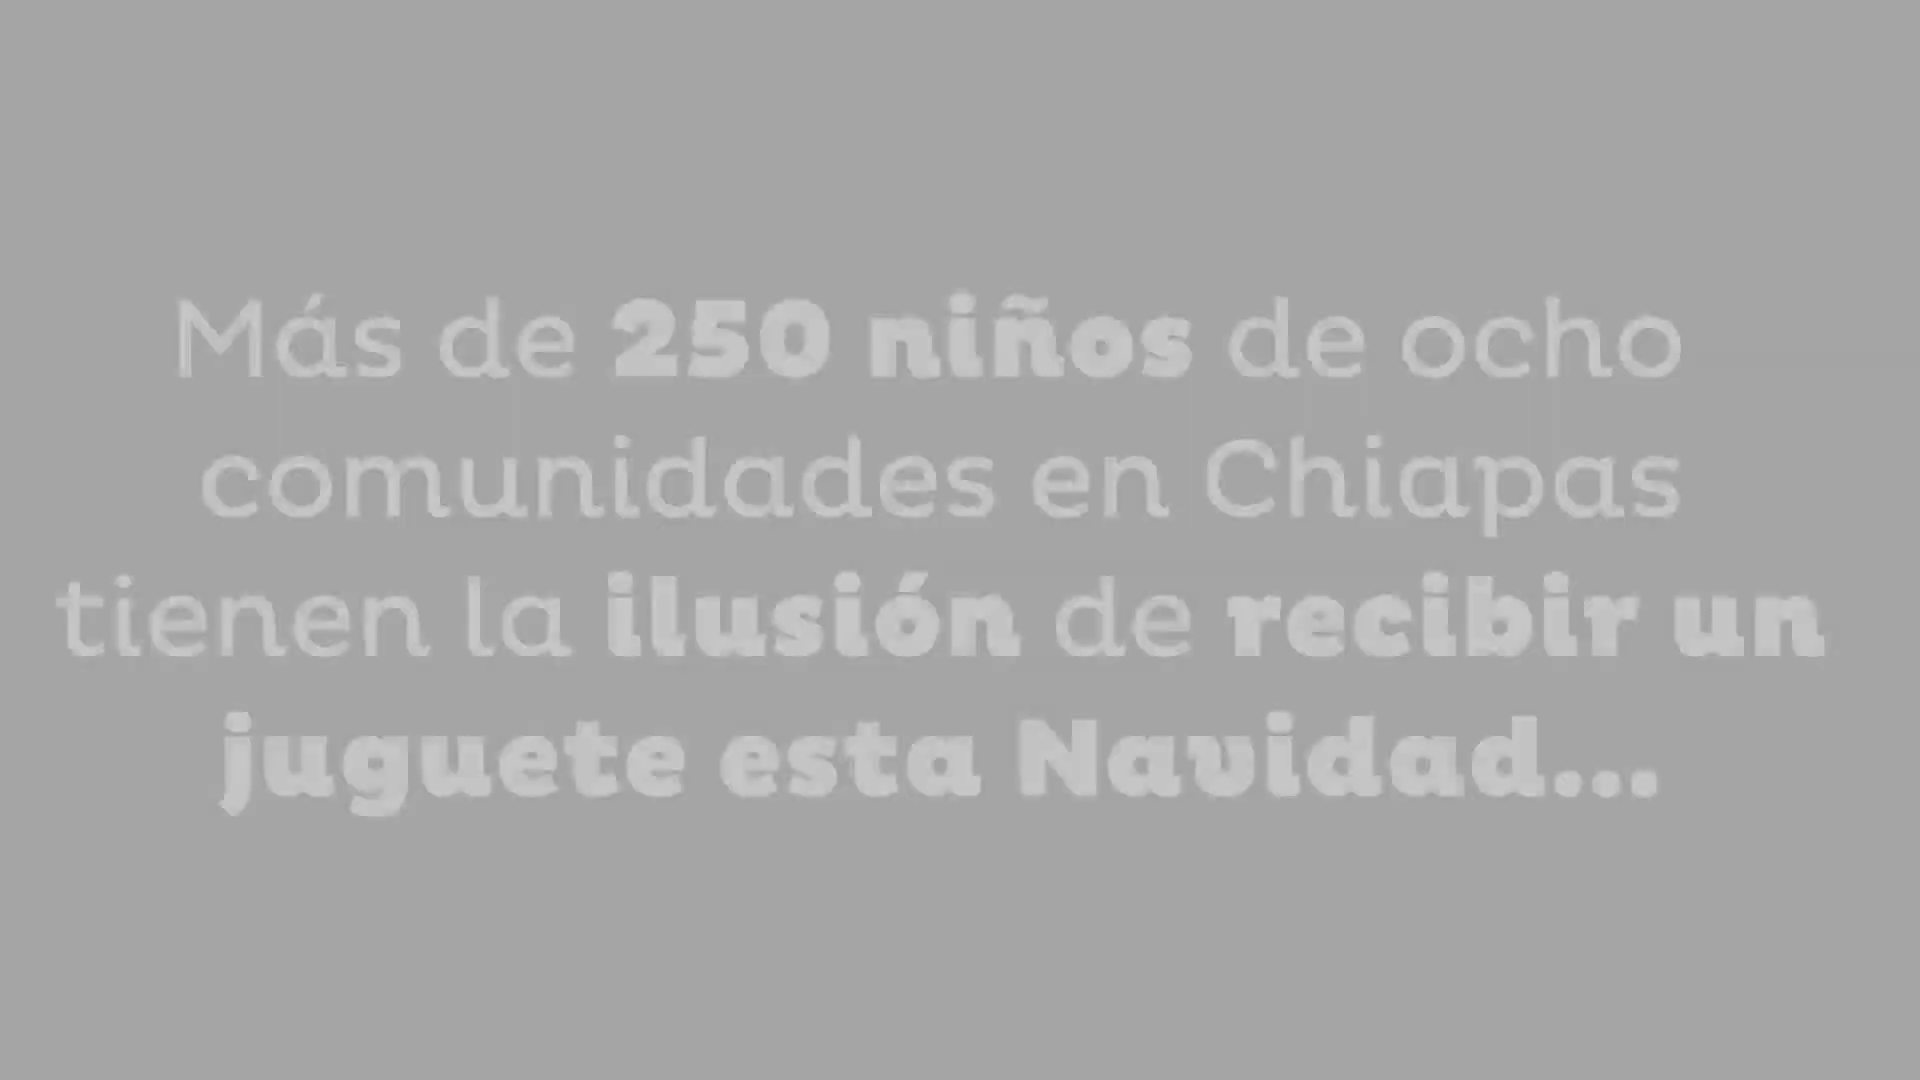 Más de 250 niños de ocho
comunidades en Chiapas
tienen la ilusión de recibir un
juguete esta Navidad...